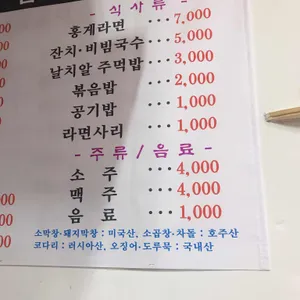 - 식 사 류 -
홍게라면 ··· 7,000
잔치·비빔국수 ··· 5,000
날치알 주먹밥 ··· 3,000
볶음밥 ··· 2,000
공기밥 ··· 1,000
라면사리 ··· 1,000
- 주류/음료 -
소 주 ··· 4,000
맥 주 ··· 4,000
음 료 ··· 1,000
소막창·돼지막창 : 미국산, 소곱창·차돌 : 호주산
코다리 : 러시아산, 오징어·도루묵 : 국내산